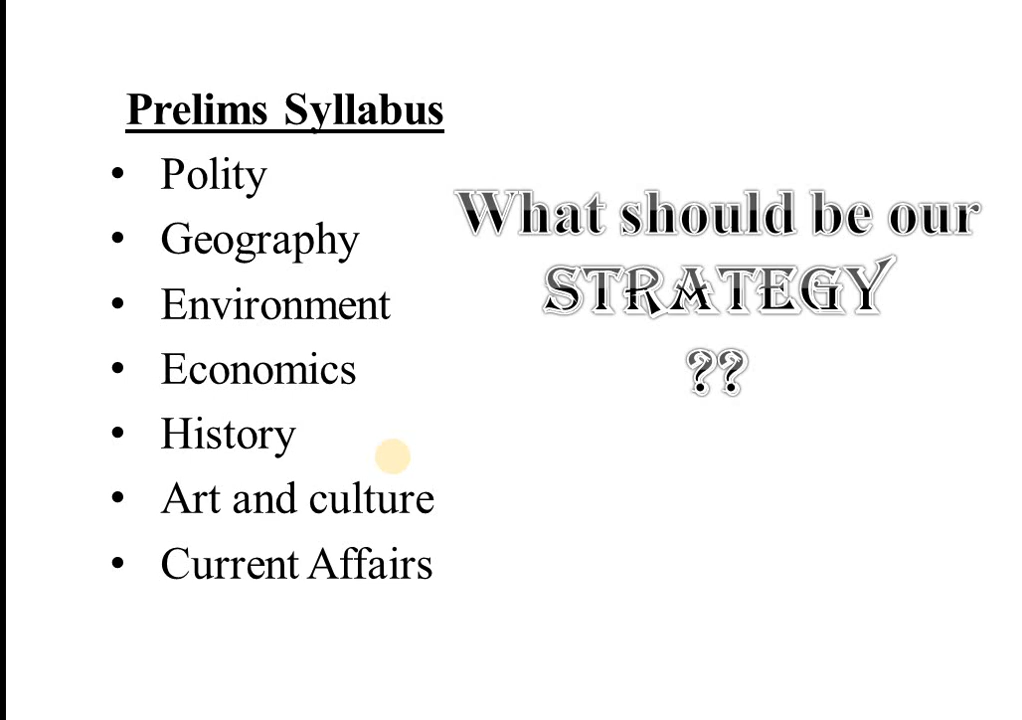 Prelims Syllabus
• Polity
• Geography
• Environment
• Economics
• History
• Art and culture
• Current Affairs
What should be our
STRATEGY
??